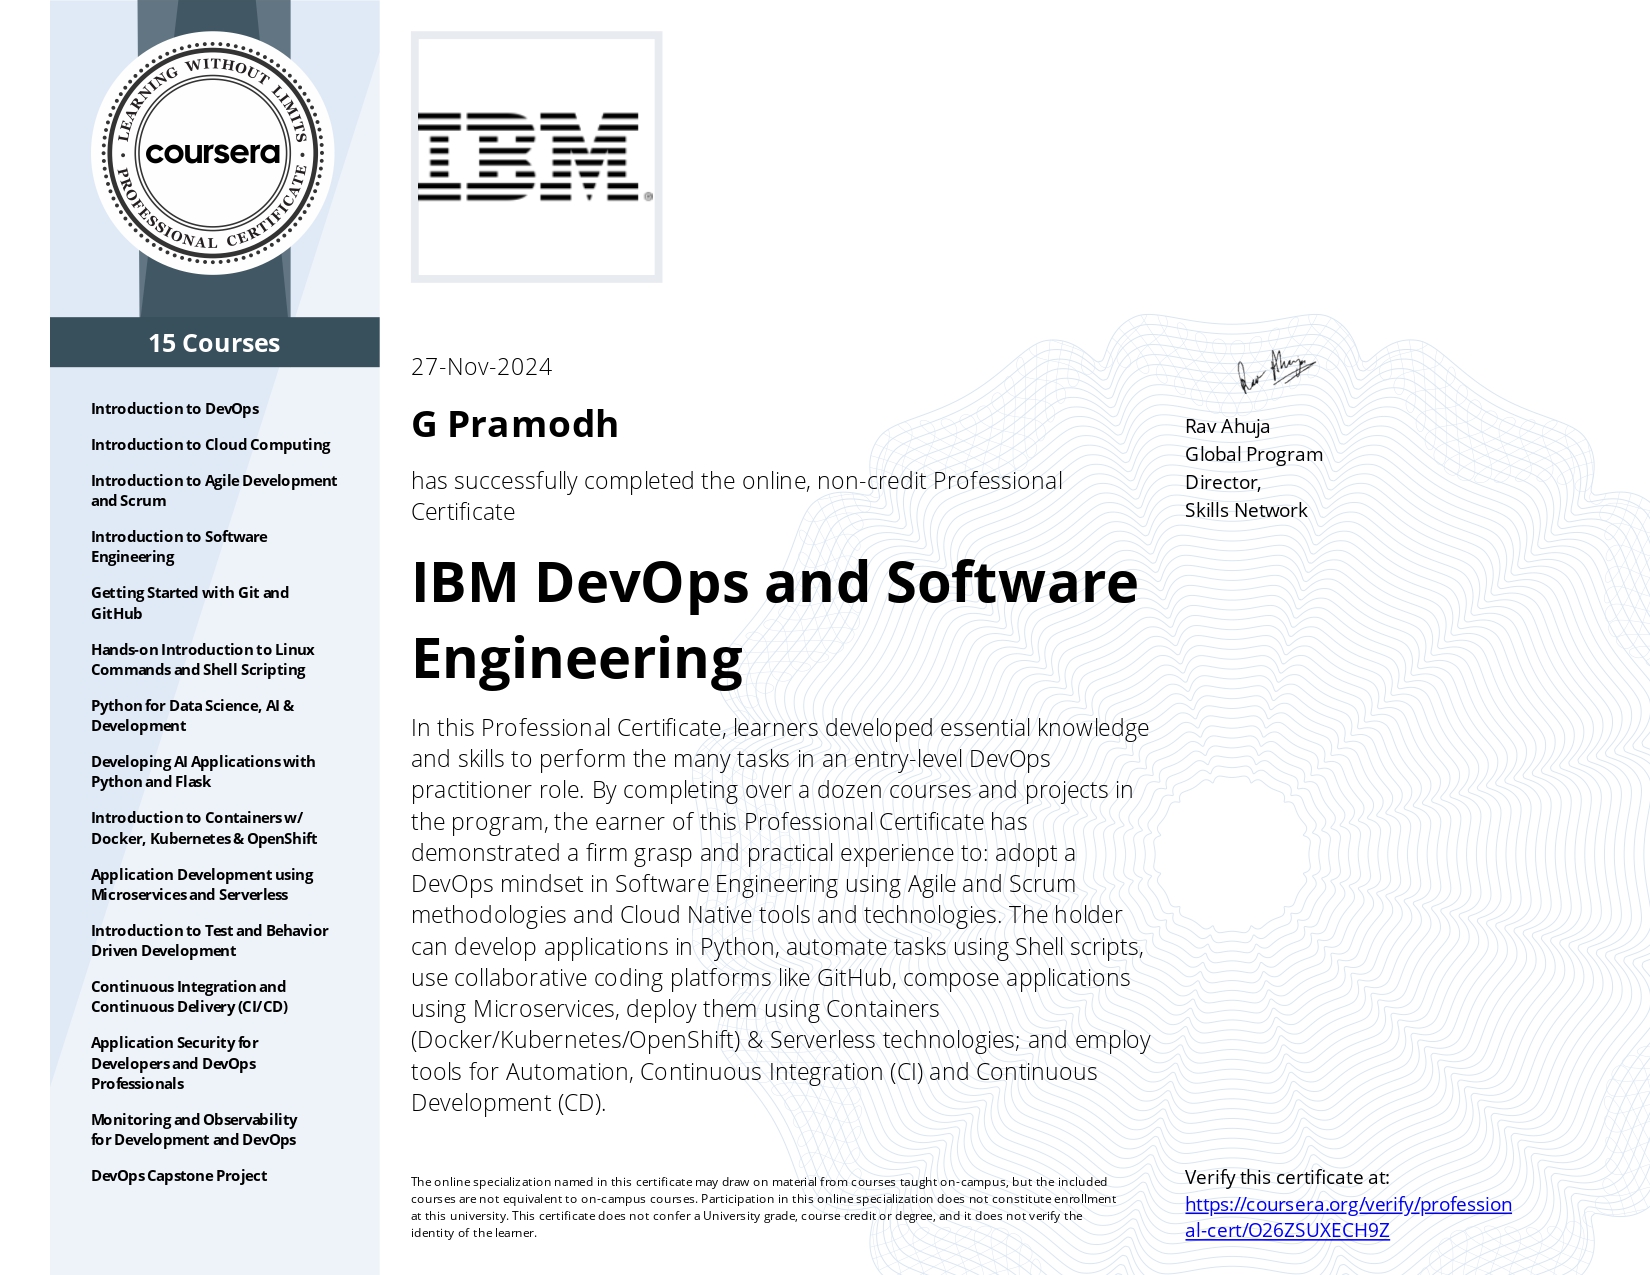 LEARNING WITHOUT LIMITS
coursera
PROFESSIONAL CERTIFICATE
15 Courses
Introduction to DevOps
Introduction to Cloud Computing
Introduction to Agile Development
and Scrum
Introduction to Software
Engineering
Getting Started with Git and
GitHub
Hands-on Introduction to Linux
Commands and Shell Scripting
Python for Data Science, AI &
Development
Developing AI Applications with
Python and Flask
Introduction to Containers w/
Docker, Kubernetes & OpenShift
Application Development using
Microservices and Serverless
Introduction to Test and Behavior
Driven Development
Continuous Integration and
Continuous Delivery (CI/CD)
Application Security for
Developers and DevOps
Professionals
Monitoring and Observability
for Development and DevOps
DevOps Capstone Project
IBM®
27-Nov-2024
G Pramodh
has successfully completed the online, non-credit Professional
Certificate
IBM DevOps and Software
Engineering
In this Professional Certificate, learners developed essential knowledge
and skills to perform the many tasks in an entry-level DevOps
practitioner role. By completing over a dozen courses and projects in
the program, the earner of this Professional Certificate has
demonstrated a firm grasp and practical experience to: adopt a
DevOps mindset in Software Engineering using Agile and Scrum
methodologies and Cloud Native tools and technologies. The holder
can develop applications in Python, automate tasks using Shell scripts,
use collaborative coding platforms like GitHub, compose applications
using Microservices, deploy them using Containers
(Docker/Kubernetes/OpenShift) & Serverless technologies; and employ
tools for Automation, Continuous Integration (CI) and Continuous
Development (CD).
The online specialization named in this certificate may draw on material from courses taught on-campus, but the included
courses are not equivalent to on-campus courses. Participation in this online specialization does not constitute enrollment
at this university. This certificate does not confer a University grade, course credit or degree, and it does not verify the
identity of the learner.
Rav Ahuja
Rav Ahuja
Global Program
Director,
Skills Network
Verify this certificate at:
https://coursera.org/verify/profession
al-cert/O26ZSUXECH9Z